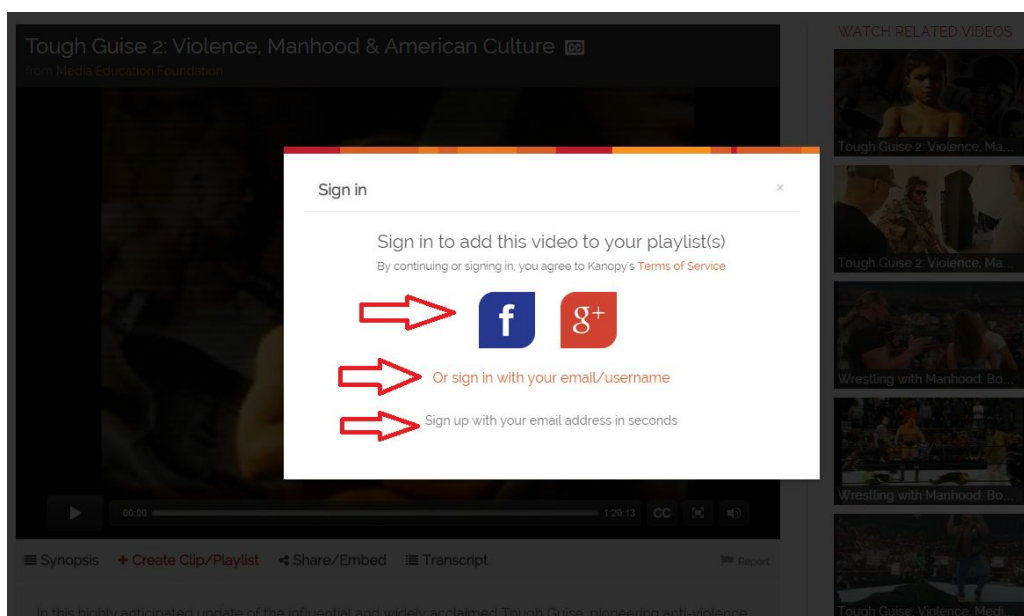 Tough Guise 2: Violence, Manhood & American Culture CC
from Media Education Foundation
WATCH RELATED VIDEOS
Tough Guise 2: Violence, Ma...
Tough Guise 2: Violence, Ma...
Wrestling with Manhood: Bo...
Wrestling with Manhood: Bo...
Tough Guise: Violence, Medi...
Sign in
×
Sign in to add this video to your playlist(s)
By continuing or signing in, you agree to Kanopy's Terms of Service
f g+
Or sign in with your email/username
Sign up with your email address in seconds
00:00 1:20:13 CC
Synopsis + Create Clip/Playlist Share/Embed Transcript Report
In this highly anticipated update of the influential and widely acclaimed Tough Guise, pioneering anti-violence